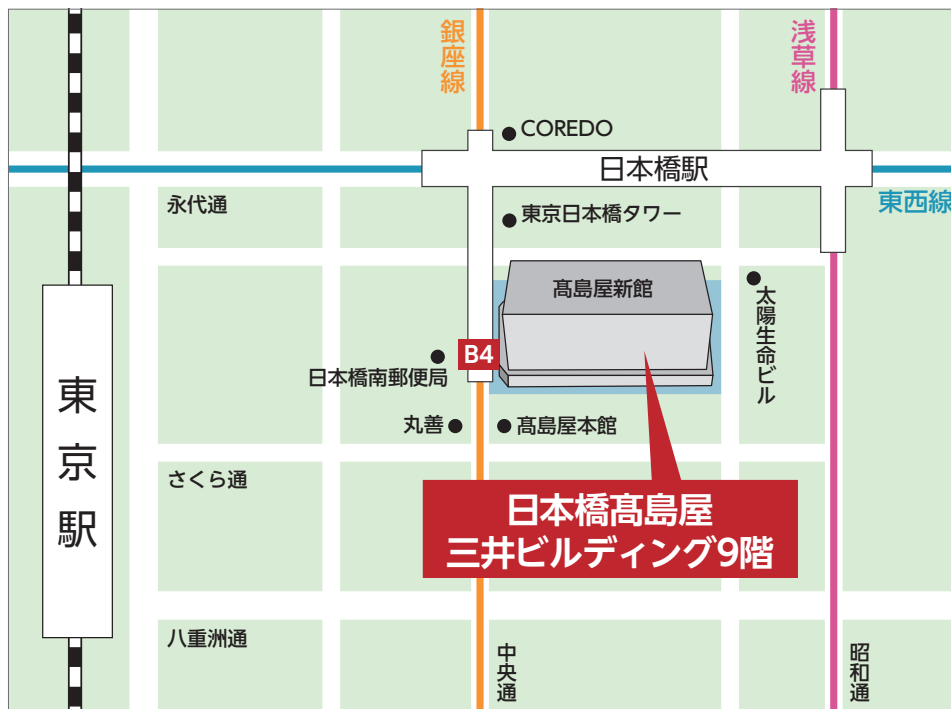 銀座線
浅草線
COREDO
日本橋駅
永代通
東西線
東京日本橋タワー
髙島屋新館
太陽生命ビル
B4
日本橋南郵便局
東京駅
丸善
髙島屋本館
さくら通
日本橋髙島屋
三井ビルディング9階
八重洲通
中央通
昭和通